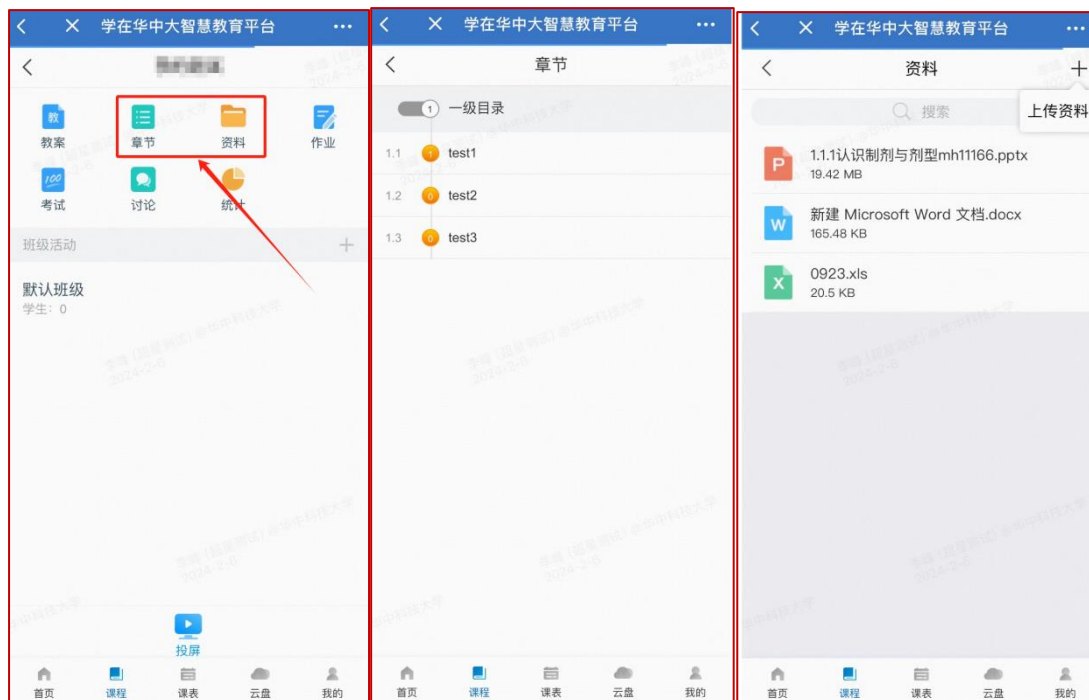 学在华中大智慧教育平台
教
教案
章节
资料
作业
100
考试
讨论
统计
班级活动
默认班级
学生：0
投屏
首页
课程
课表
云盘
我的
学在华中大智慧教育平台
章节
1
一级目录
1.1
1
test1
1.2
0
test2
1.3
0
test3
首页
课程
课表
云盘
我的
学在华中大智慧教育平台
资料
搜索
上传资料
P
1.1.1认识制剂与剂型mh11166.pptx
19.42 MB
W
新建 Microsoft Word 文档.docx
165.48 KB
X
0923.xls
20.5 KB
首页
课程
课表
云盘
我的